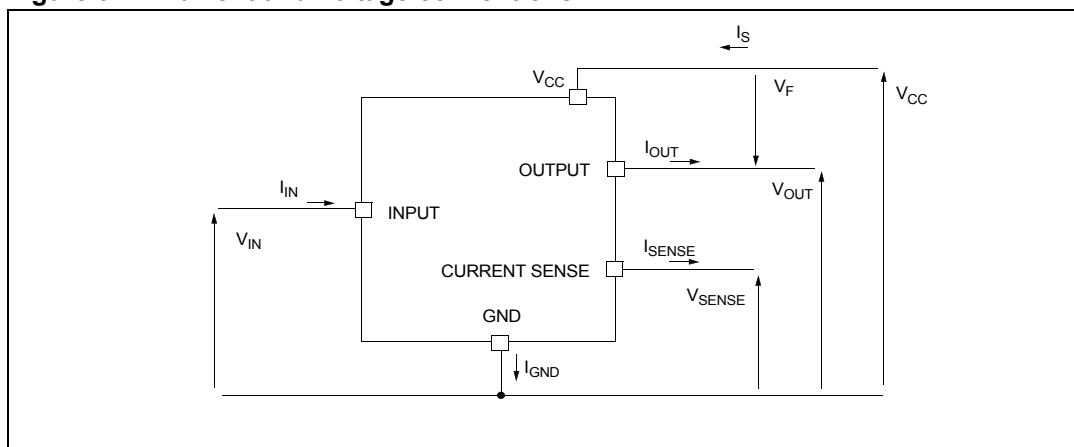 I_S
V_CC
V_F
V_CC
I_OUT
OUTPUT
V_OUT
I_IN
INPUT
V_IN
I_SENSE
CURRENT SENSE
V_SENSE
GND
I_GND